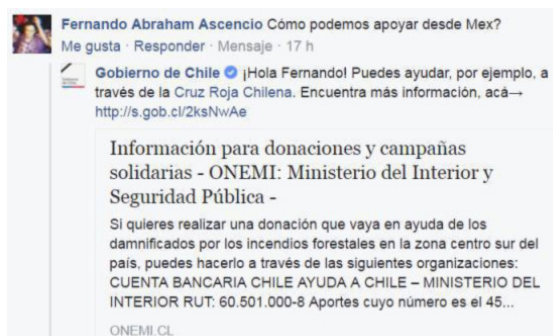 Fernando Abraham Ascencio Cómo podemos apoyar desde Mex?
Me gusta · Responder · Mensaje · 17 h
Gobierno de Chile ¡Hola Fernando! Puedes ayudar, por ejemplo, a
través de la Cruz Roja Chilena. Encuentra más información, acá→
http://s.gob.cl/2ksNwAe
Información para donaciones y campañas
solidarias - ONEMI: Ministerio del Interior y
Seguridad Pública -
Si quieres realizar una donación que vaya en ayuda de los
damnificados por los incendios forestales en la zona centro sur del
país, puedes hacerlo a través de las siguientes organizaciones:
CUENTA BANCARIA CHILE AYUDA A CHILE – MINISTERIO DEL
INTERIOR RUT: 60.501.000-8 Aportes cuyo número es el 45...
ONEMI.CL